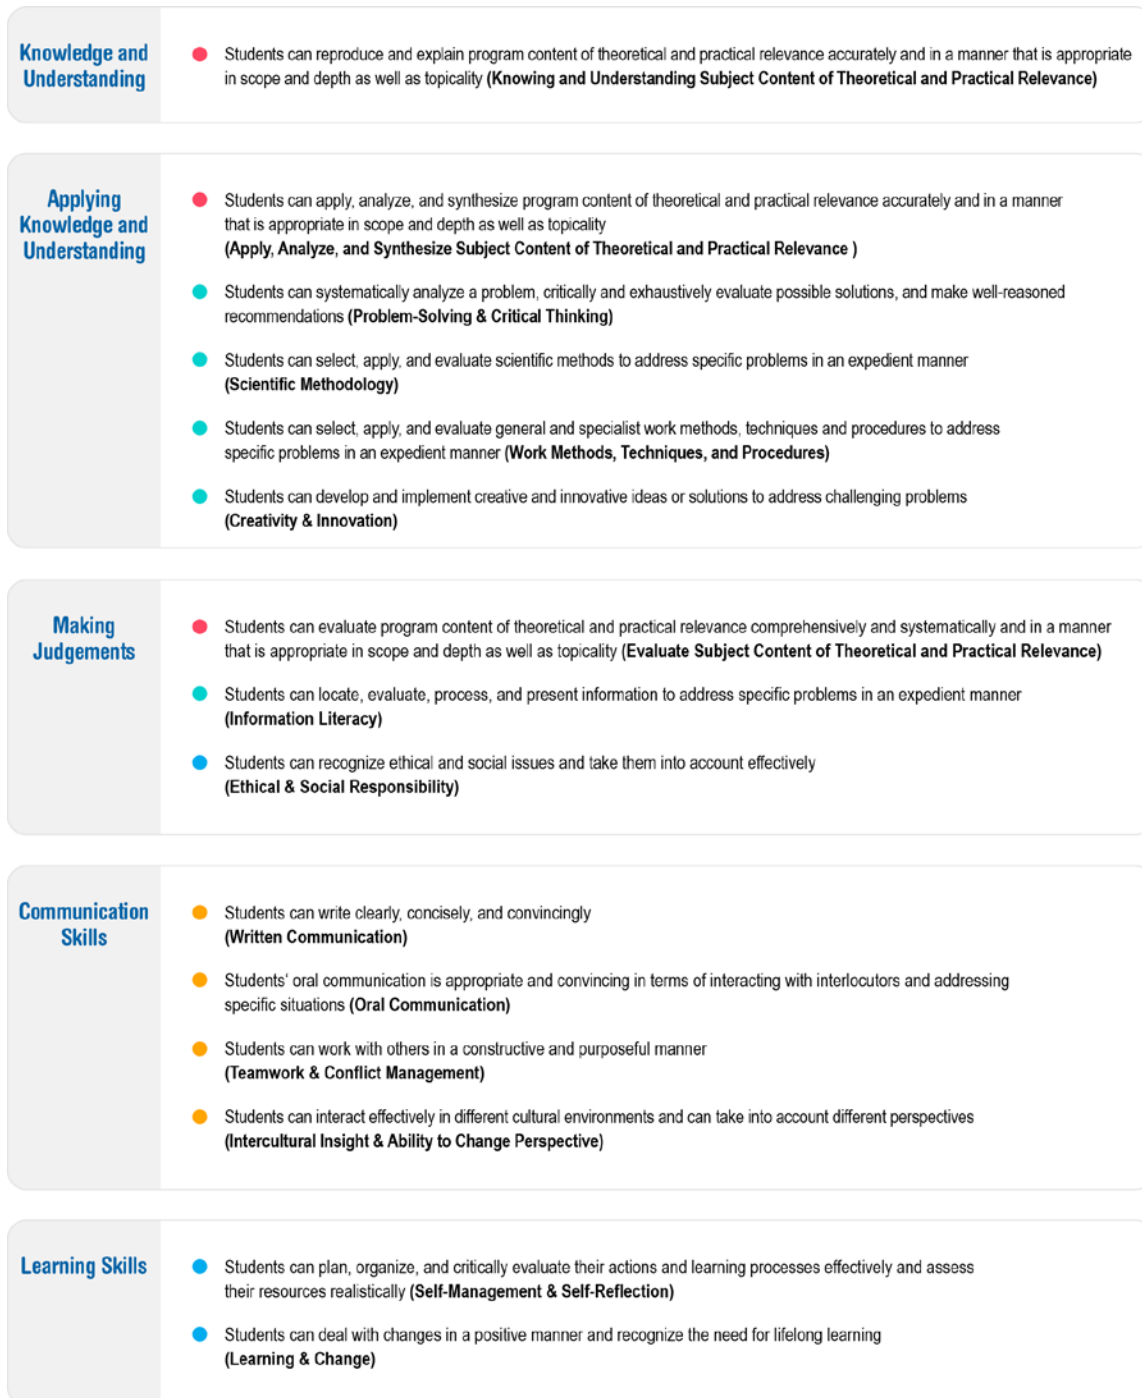 Knowledge and
Understanding
Students can reproduce and explain program content of theoretical and practical relevance accurately and in a manner that is appropriate
in scope and depth as well as topicality (Knowing and Understanding Subject Content of Theoretical and Practical Relevance)
Applying
Knowledge and
Understanding
Students can apply, analyze, and synthesize program content of theoretical and practical relevance accurately and in a manner
that is appropriate in scope and depth as well as topicality
(Apply, Analyze, and Synthesize Subject Content of Theoretical and Practical Relevance )
Students can systematically analyze a problem, critically and exhaustively evaluate possible solutions, and make well-reasoned
recommendations (Problem-Solving & Critical Thinking)
Students can select, apply, and evaluate scientific methods to address specific problems in an expedient manner
(Scientific Methodology)
Students can select, apply, and evaluate general and specialist work methods, techniques and procedures to address
specific problems in an expedient manner (Work Methods, Techniques, and Procedures)
Students can develop and implement creative and innovative ideas or solutions to address challenging problems
(Creativity & Innovation)
Making
Judgements
Students can evaluate program content of theoretical and practical relevance comprehensively and systematically and in a manner
that is appropriate in scope and depth as well as topicality (Evaluate Subject Content of Theoretical and Practical Relevance)
Students can locate, evaluate, process, and present information to address specific problems in an expedient manner
(Information Literacy)
Students can recognize ethical and social issues and take them into account effectively
(Ethical & Social Responsibility)
Communication
Skills
Students can write clearly, concisely, and convincingly
(Written Communication)
Students‘ oral communication is appropriate and convincing in terms of interacting with interlocutors and addressing
specific situations (Oral Communication)
Students can work with others in a constructive and purposeful manner
(Teamwork & Conflict Management)
Students can interact effectively in different cultural environments and can take into account different perspectives
(Intercultural Insight & Ability to Change Perspective)
Learning Skills
Students can plan, organize, and critically evaluate their actions and learning processes effectively and assess
their resources realistically (Self-Management & Self-Reflection)
Students can deal with changes in a positive manner and recognize the need for lifelong learning
(Learning & Change)